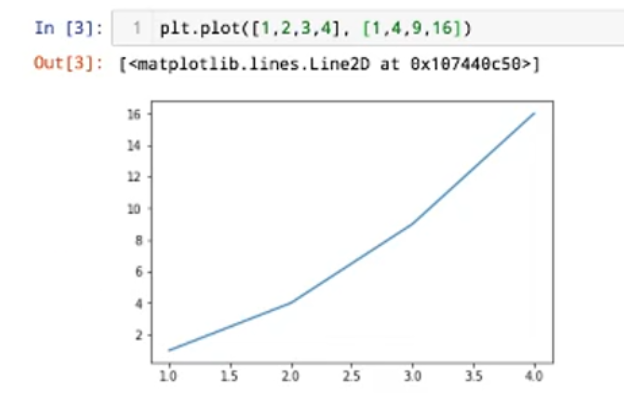 In [3]: 1 plt.plot([1,2,3,4], [1,4,9,16])
Out[3]: [<matplotlib.lines.Line2D at 0x107440c50>]
16
14
12
10
8
6
4
2
1.0 1.5 2.0 2.5 3.0 3.5 4.0